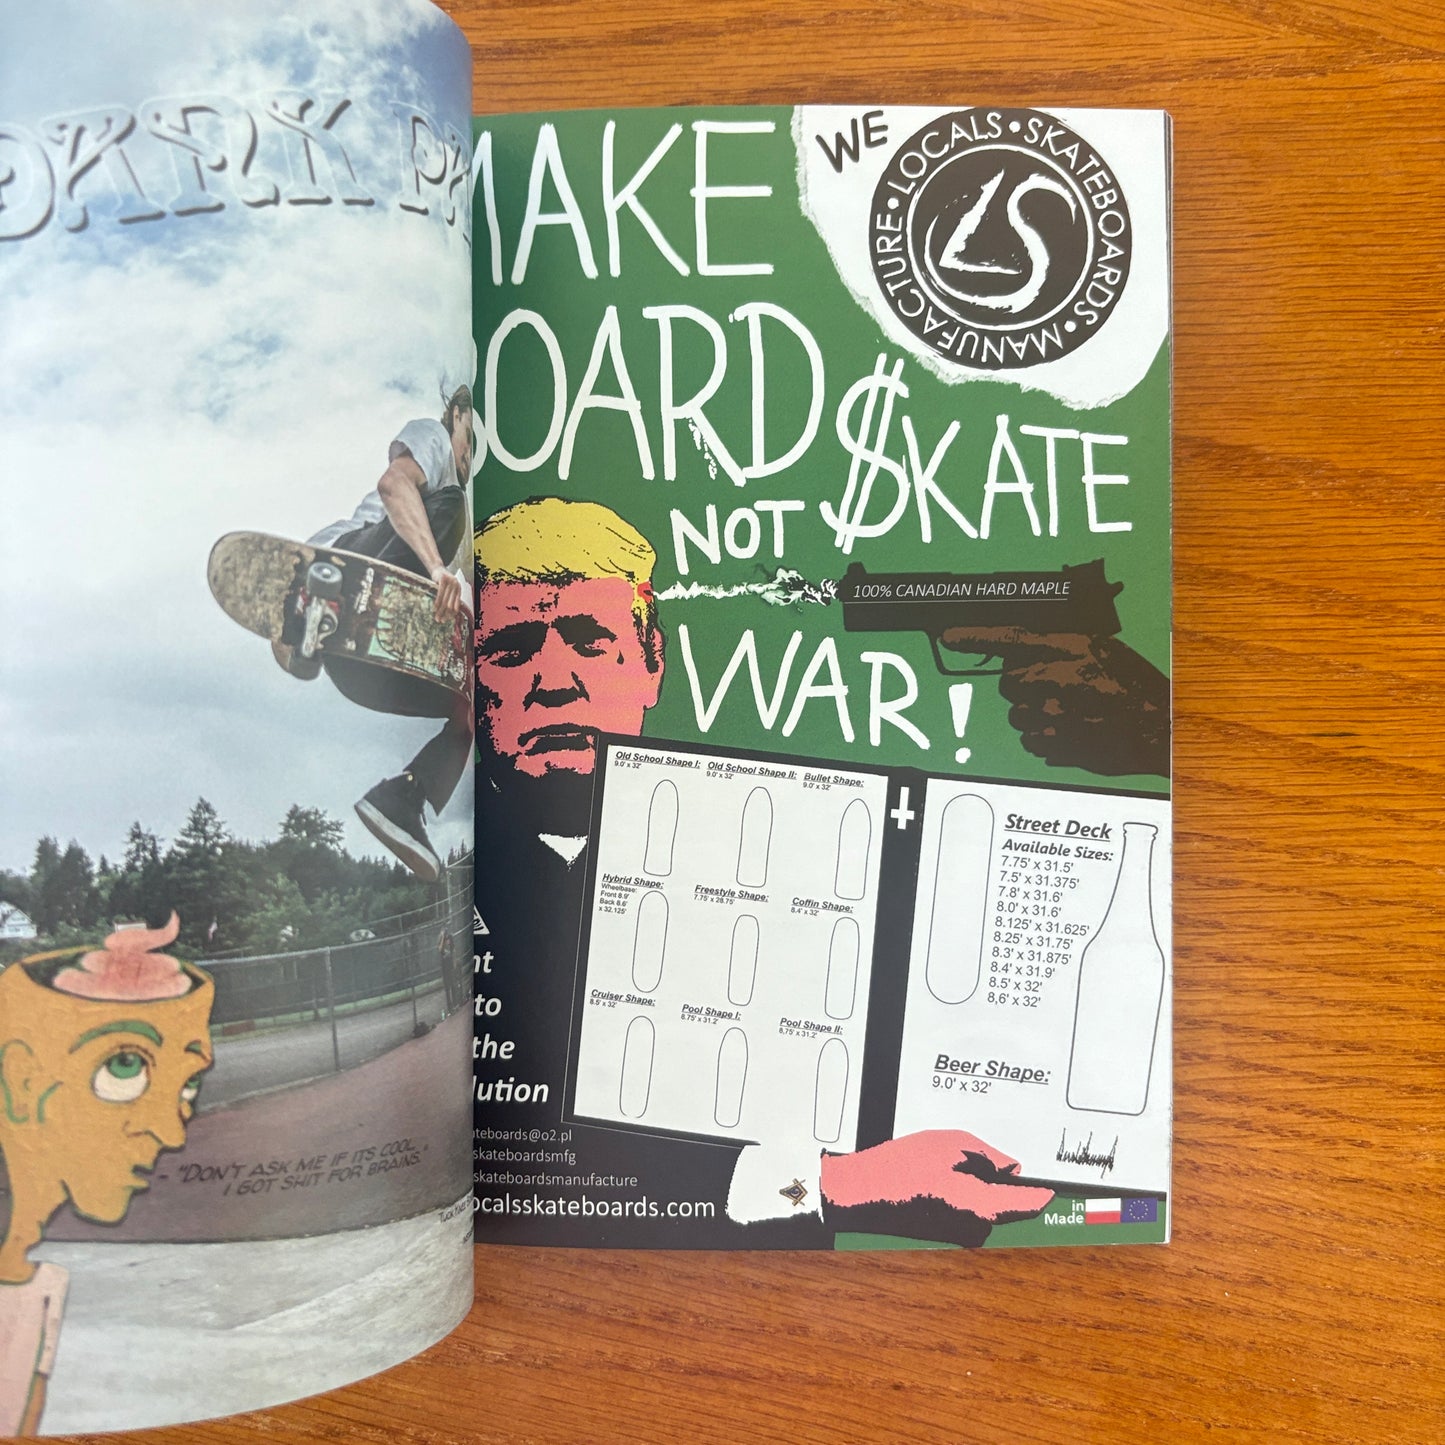 DARK
- "DON'T ASK ME IF ITS COOL
I GOT SHIT FOR BRAINS."
MAKE
BOARD $KATE
NOT
WAR!
WE
LOCALS • SKATEBOARDS • MANUFACTURE •
LS
100% CANADIAN HARD MAPLE
Old School Shape I:
9.0' x 32'
Old School Shape II:
9.0' x 32'
Bullet Shape:
9.0' x 32'
Hybrid Shape:
Wheelbase:
Front 8.9'
Back 8.6'
x 32.125'
Freestyle Shape:
7.75' x 28.75'
Coffin Shape:
8.4' x 32'
Cruiser Shape:
8.5' x 32'
Pool Shape I:
8.75' x 31.2'
Pool Shape II:
8,75' x 31.2'
Street Deck
Available Sizes:
7.75' x 31.5'
7.5' x 31.375'
7.8' x 31.6'
8.0' x 31.6'
8.125' x 31.625'
8.25' x 31.75'
8.3' x 31.875'
8.4' x 31.9'
8.5' x 32'
8,6' x 32'
Beer Shape:
9.0' x 32'
nt
to
the
lution
ateboards@o2.pl
skateboardsmfg
skateboardsmanufacture
ocalsskateboards.com
in
Made